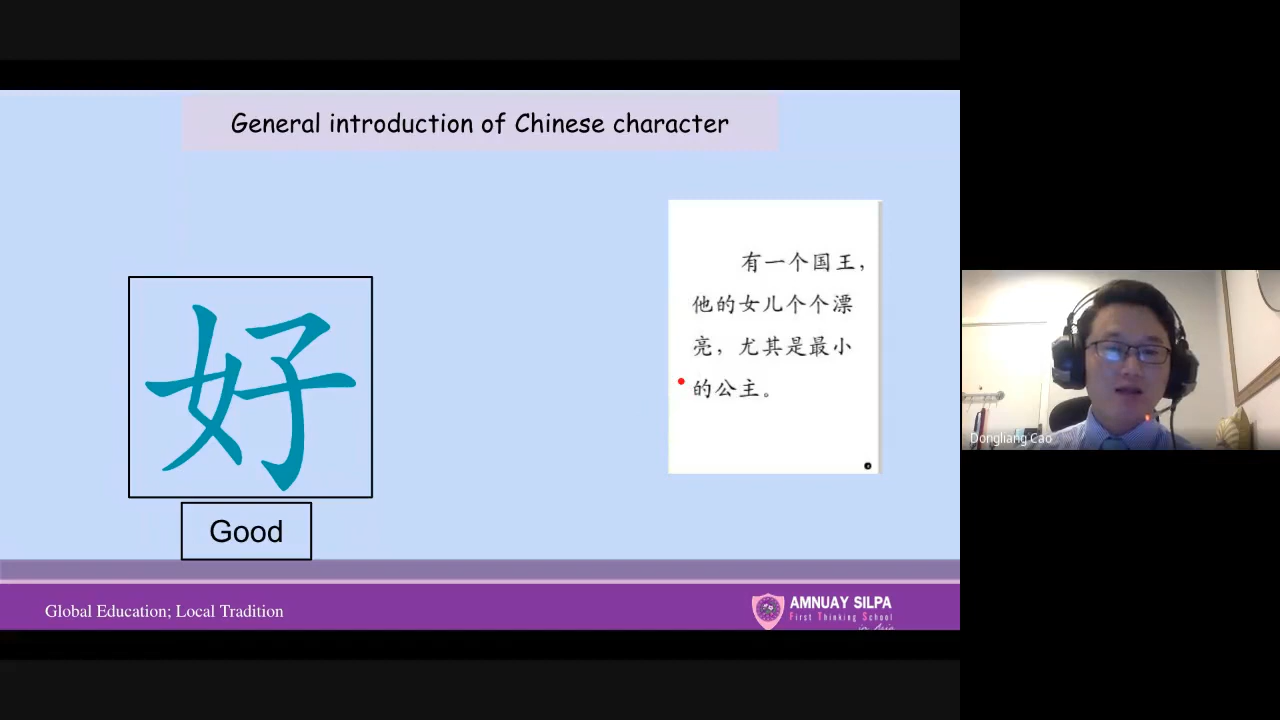 General introduction of Chinese character
好
Good
有一个国王，
他的女儿个个漂
亮，尤其是最小
的公主。
Global Education; Local Tradition
AMNUAY SILPA
First Thinking School
in Asia
Dongliang Cao